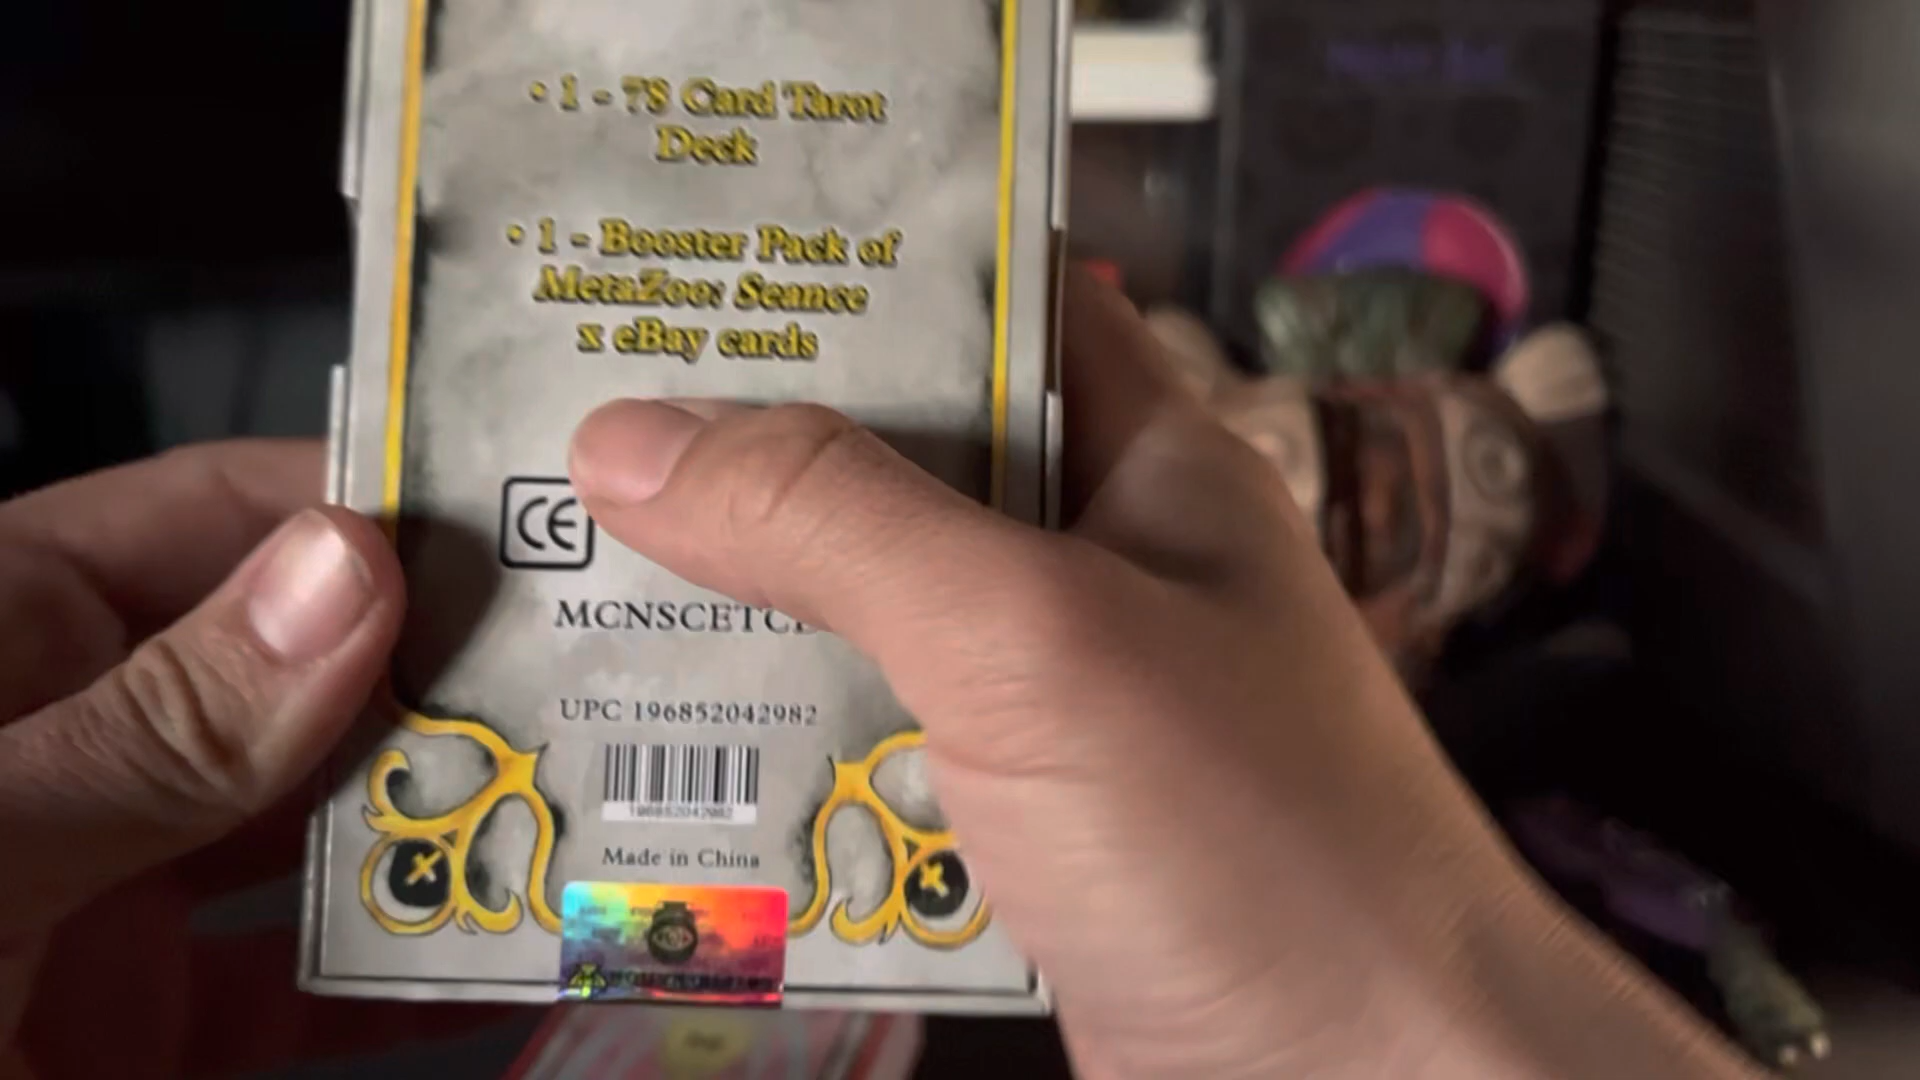 • 1 - 78 Card Tarot
Deck
• 1 - Booster Pack of
MetaZoo: Seance
x eBay cards
CE
UPC 196852042982
196852042982
Made in China